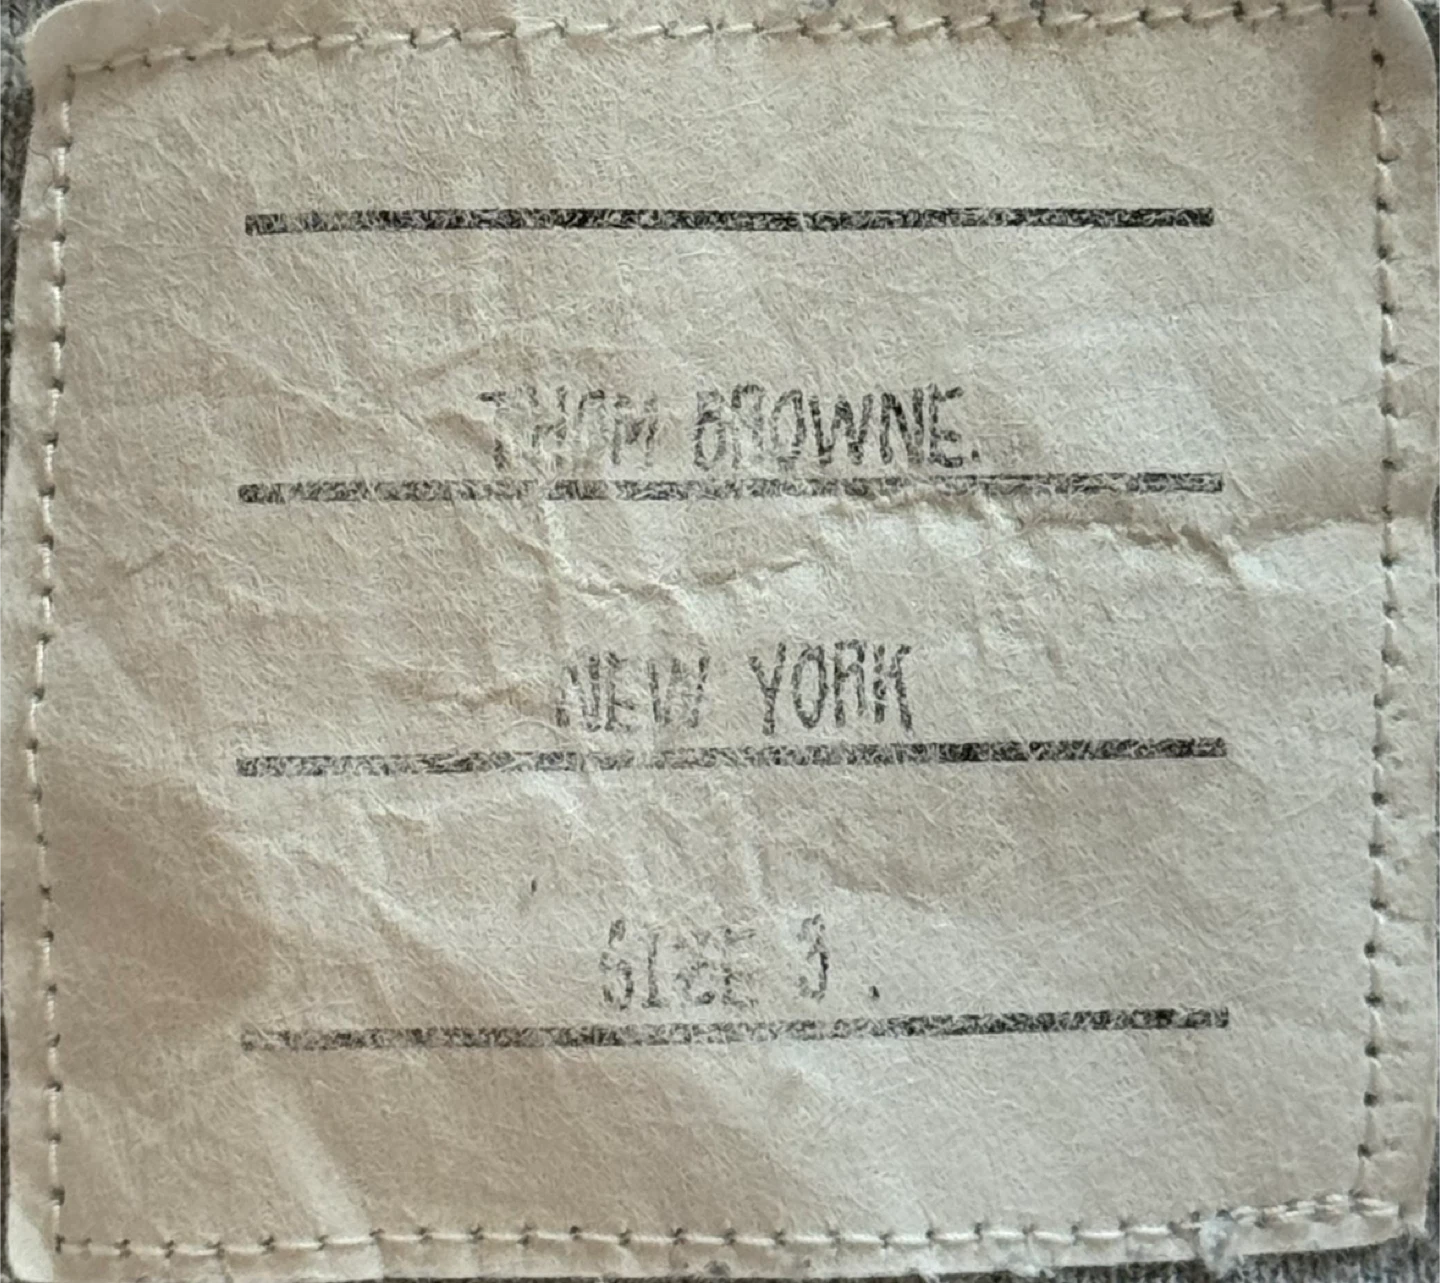 THOM BROWNE.
NEW YORK
SIZE 3.